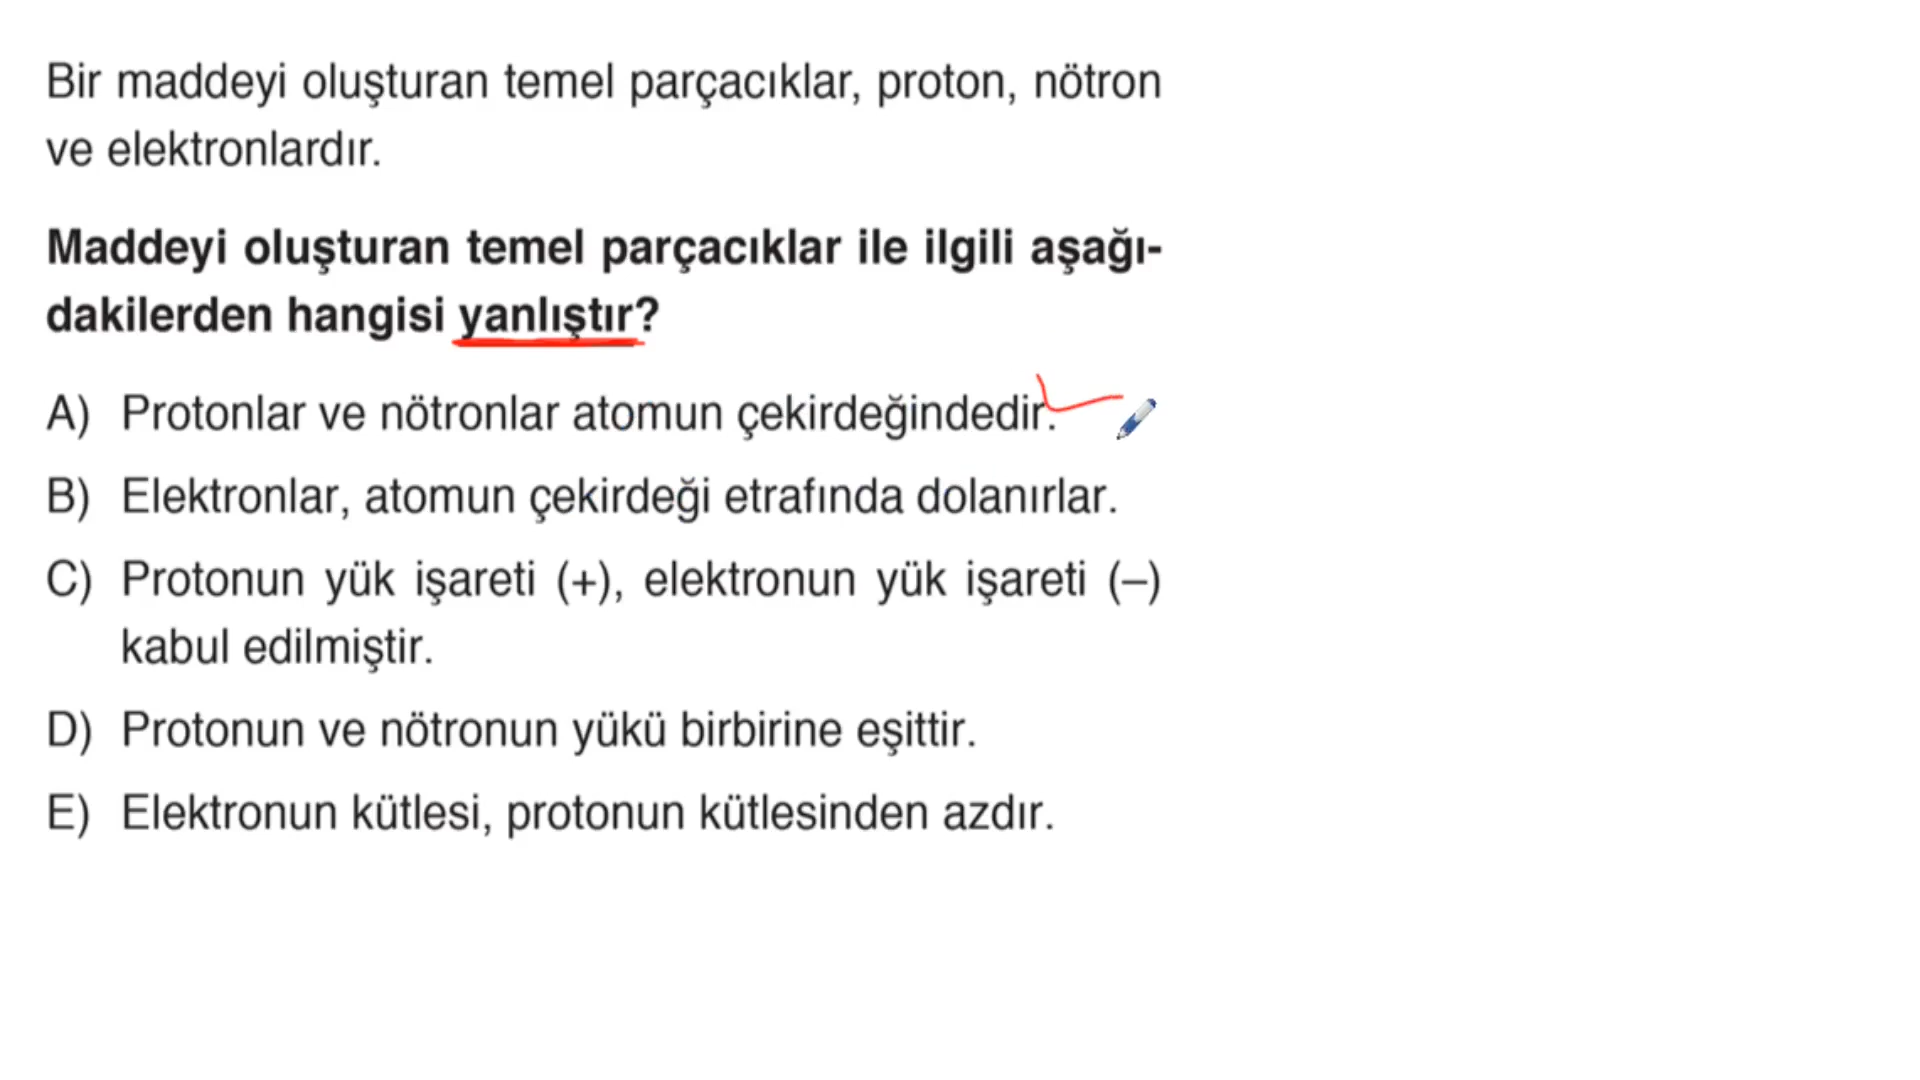 Bir maddeyi oluşturan temel parçacıklar, proton, nötron
ve elektronlardır.
Maddeyi oluşturan temel parçacıklar ile ilgili aşağı-
dakilerden hangisi yanlıştır?
A) Protonlar ve nötronlar atomun çekirdeğindedir.
B) Elektronlar, atomun çekirdeği etrafında dolanırlar.
C) Protonun yük işareti (+), elektronun yük işareti (–)
kabul edilmiştir.
D) Protonun ve nötronun yükü birbirine eşittir.
E) Elektronun kütlesi, protonun kütlesinden azdır.